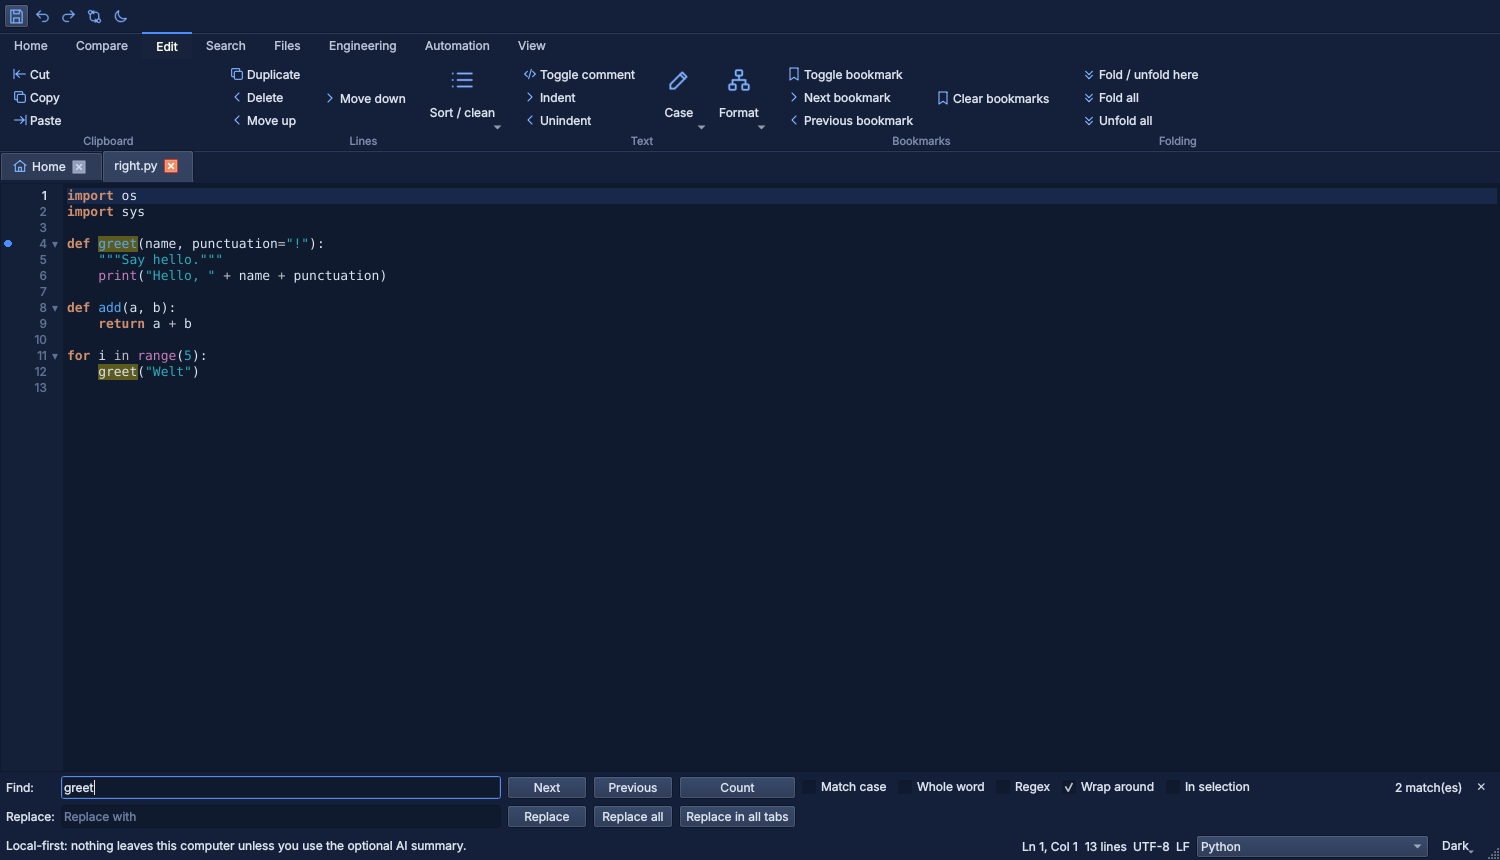 Home Compare Edit Search Files Engineering Automation View
Cut Duplicate Toggle comment Toggle bookmark Fold / unfold here
Copy Delete Move down Indent Next bookmark Clear bookmarks Fold all
Sort / clean Case Format
Paste Move up Unindent Previous bookmark Unfold all
Clipboard Lines Text Bookmarks Folding
Home right.py
1 import os
2 import sys
3
4 def greet(name, punctuation="!"):
5     """Say hello."""
6     print("Hello, " + name + punctuation)
7
8 def add(a, b):
9     return a + b
10
11 for i in range(5):
12     greet("Welt")
13
Find: greet Next Previous Count Match case Whole word Regex Wrap around In selection 2 match(es)
Replace: Replace with Replace Replace all Replace in all tabs
Local-first: nothing leaves this computer unless you use the optional AI summary. Ln 1, Col 1 13 lines UTF-8 LF Python Dark